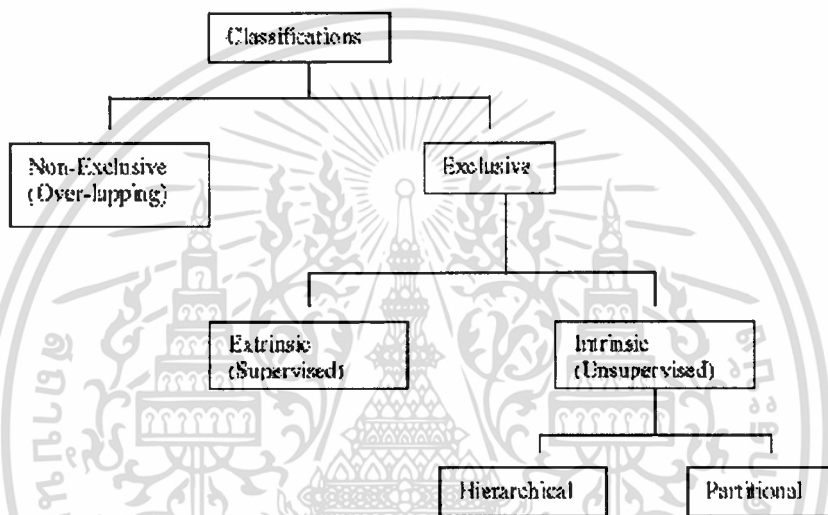 Classifications
Non-Exclusive
(Over-lapping)
Exclusive
Extrinsic
(Supervised)
Intrinsic
(Unsupervised)
Hierarchical
Partitional